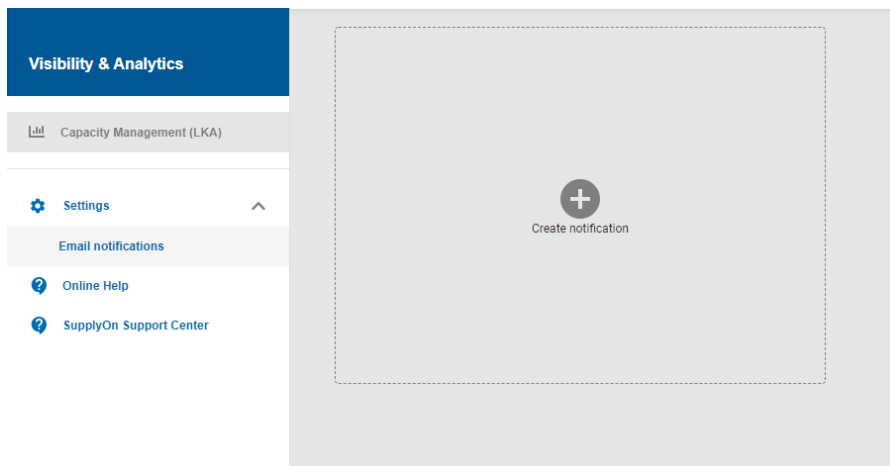 Visibility & Analytics
Capacity Management (LKA)
Settings
Email notifications
Online Help
SupplyOn Support Center
Create notification